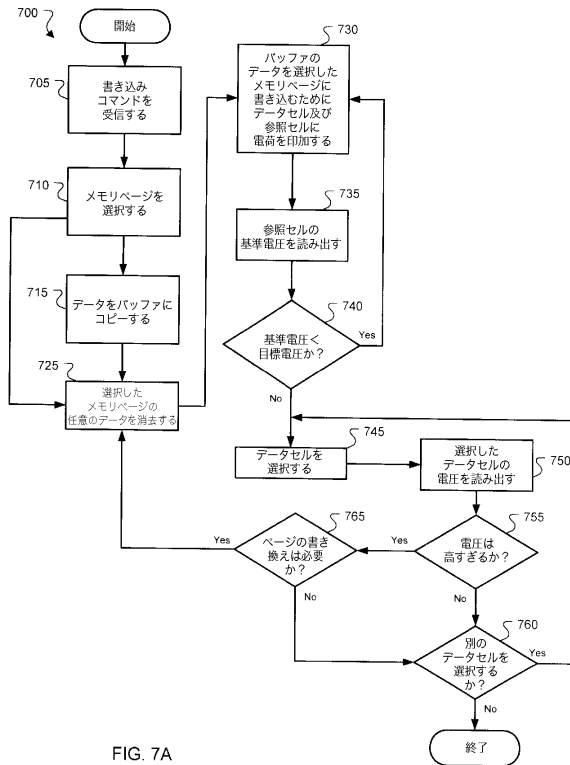 700
開始
705
書き込み
コマンドを
受信する
710
メモリページを
選択する
715
データをバッファに
コピーする
725
選択した
メモリページの
任意のデータを消去する
730
バッファの
データを選択した
メモリページに
書き込むために
データセル及び
参照セルに
電荷を印加する
735
参照セルの
基準電圧を読み出す
740
基準電圧く
目標電圧か?
Yes
No
745
データセルを
選択する
選択した
データセルの
電圧を読み出す
750
755
電圧は
高すぎるか?
Yes
No
765
ページの書き
換えは必要
か?
Yes
No
760
別の
データセルを
選択する
か?
Yes
No
終了
FIG. 7A